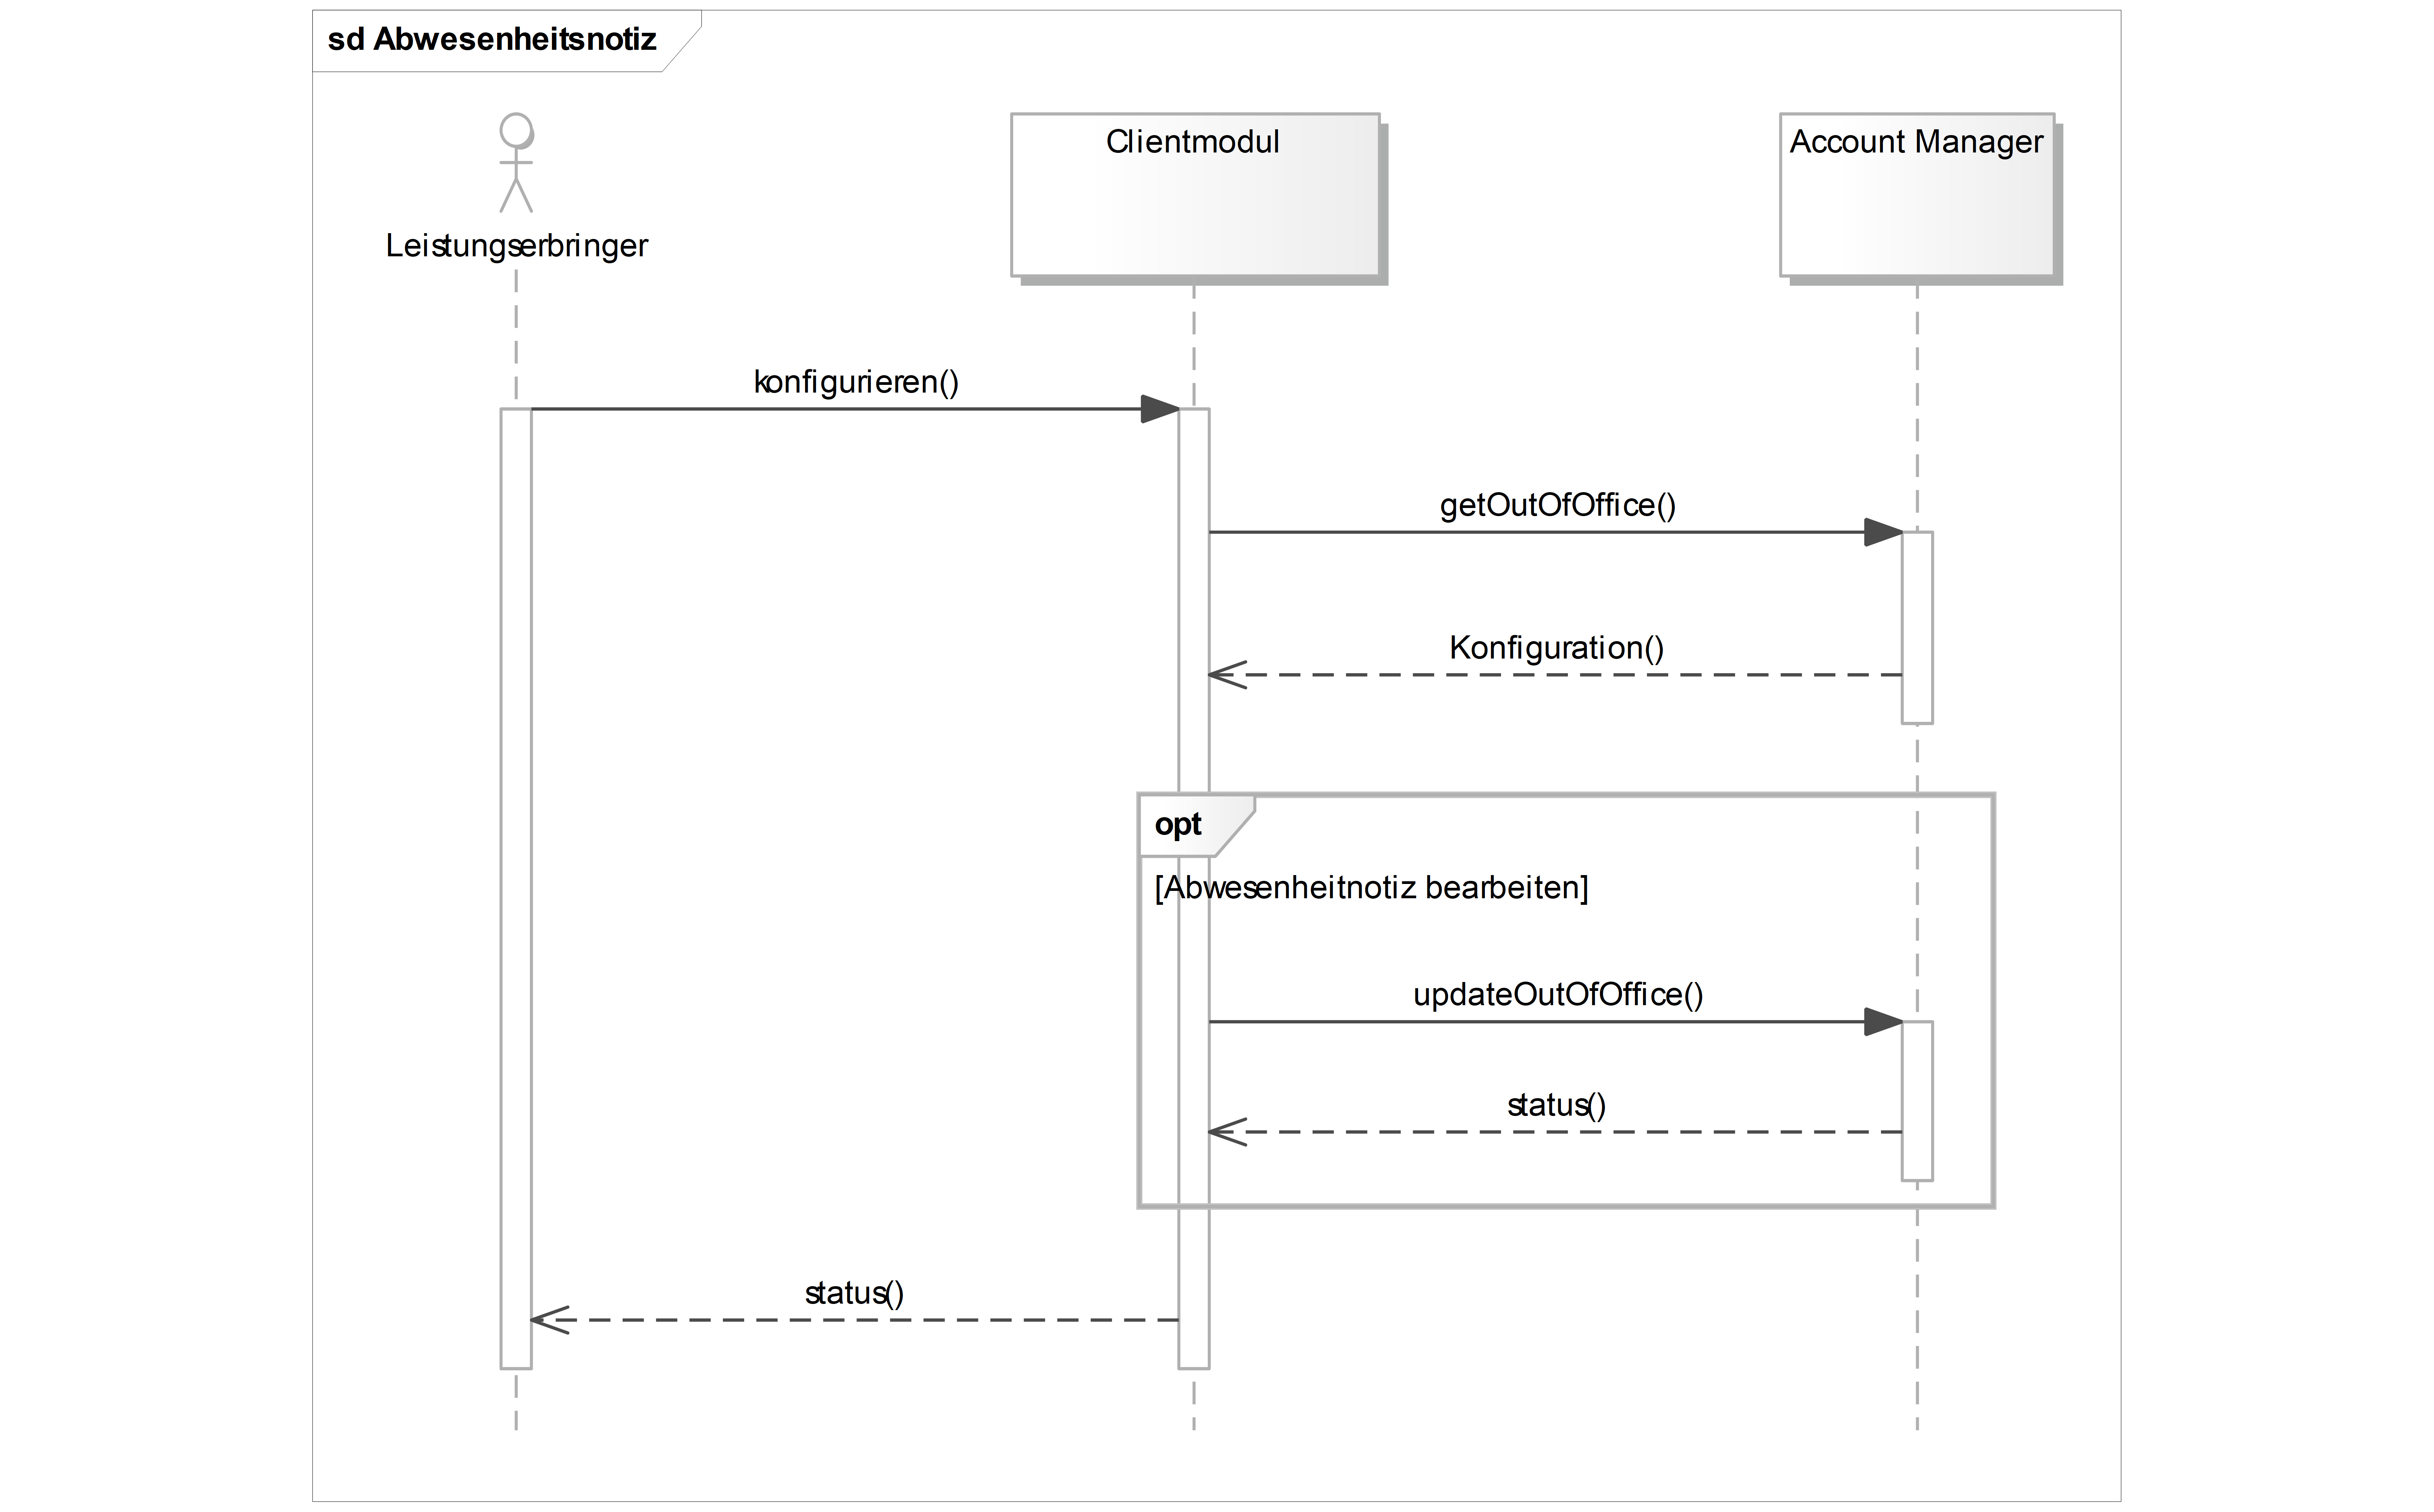 sd Abwesenheitsnotiz
Leistungserbringer
Clientmodul
Account Manager
konfigurieren()
getOutOfOffice()
Konfiguration()
opt
[Abwesenheitnotiz bearbeiten]
updateOutOfOffice()
status()
status()